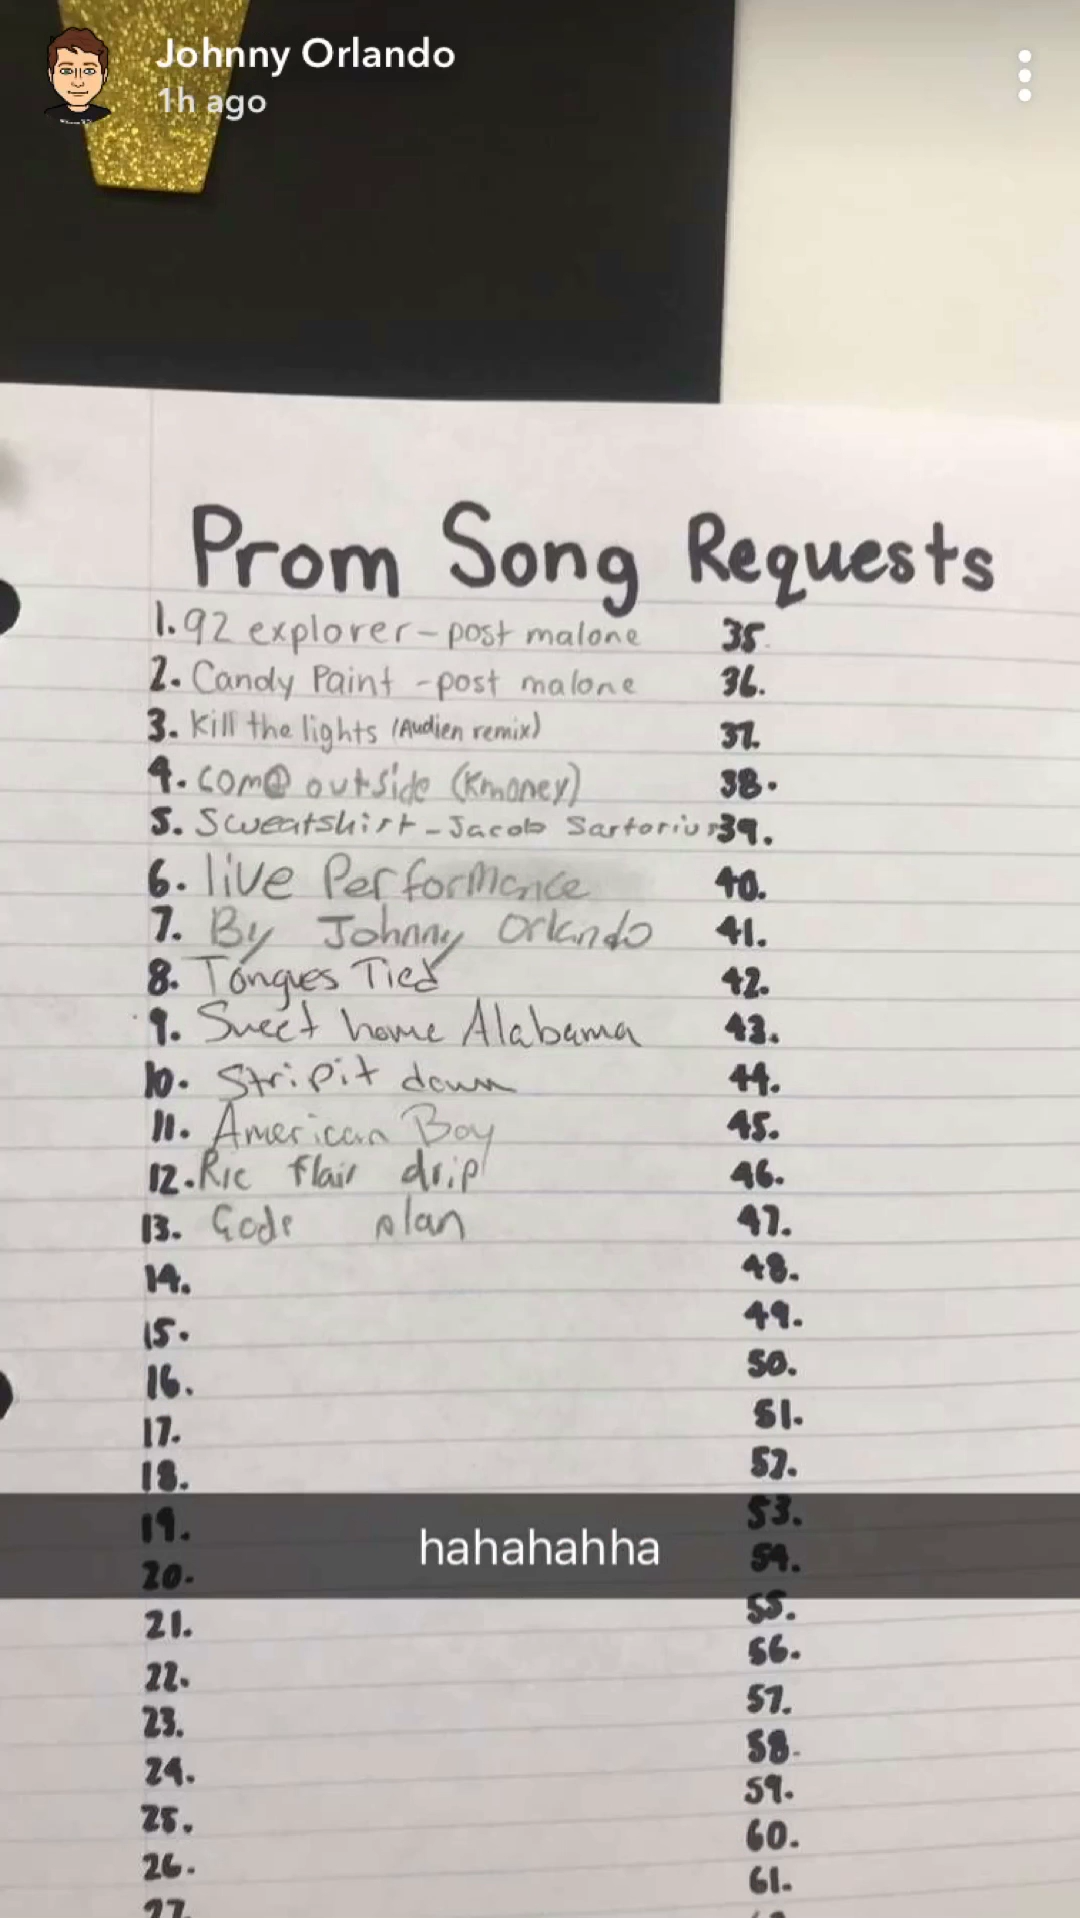 Johnny Orlando
1h ago
Prom Song Requests
1. 92 explorer - post malone
2. Candy Paint - post malone
3. Kill the lights (Audien remix)
4. com@ outside (Kmoney)
5. Sweatshirt - Jacob Sartorius
6. live Performance
7. By Johnny Orlando
8. Tongues Tied
9. Sweet home Alabama
10. Strip it down
11. American Boy
12. Ric flair drip
13. Gods plan
14.
15.
16.
17.
18.
19.
20.
21.
22.
23.
24.
25.
26.
27
35
36.
37.
38.
39.
40.
41.
42.
43.
44.
45.
46.
47.
48.
49.
50.
51.
52.
53.
54.
55.
56.
57.
58.
59.
60.
61.
hahahahha